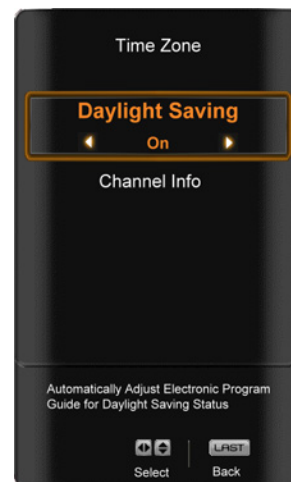 Time Zone
Daylight Saving
On
Channel Info
Automatically Adjust Electronic Program
Guide for Daylight Saving Status
LAST
Select Back